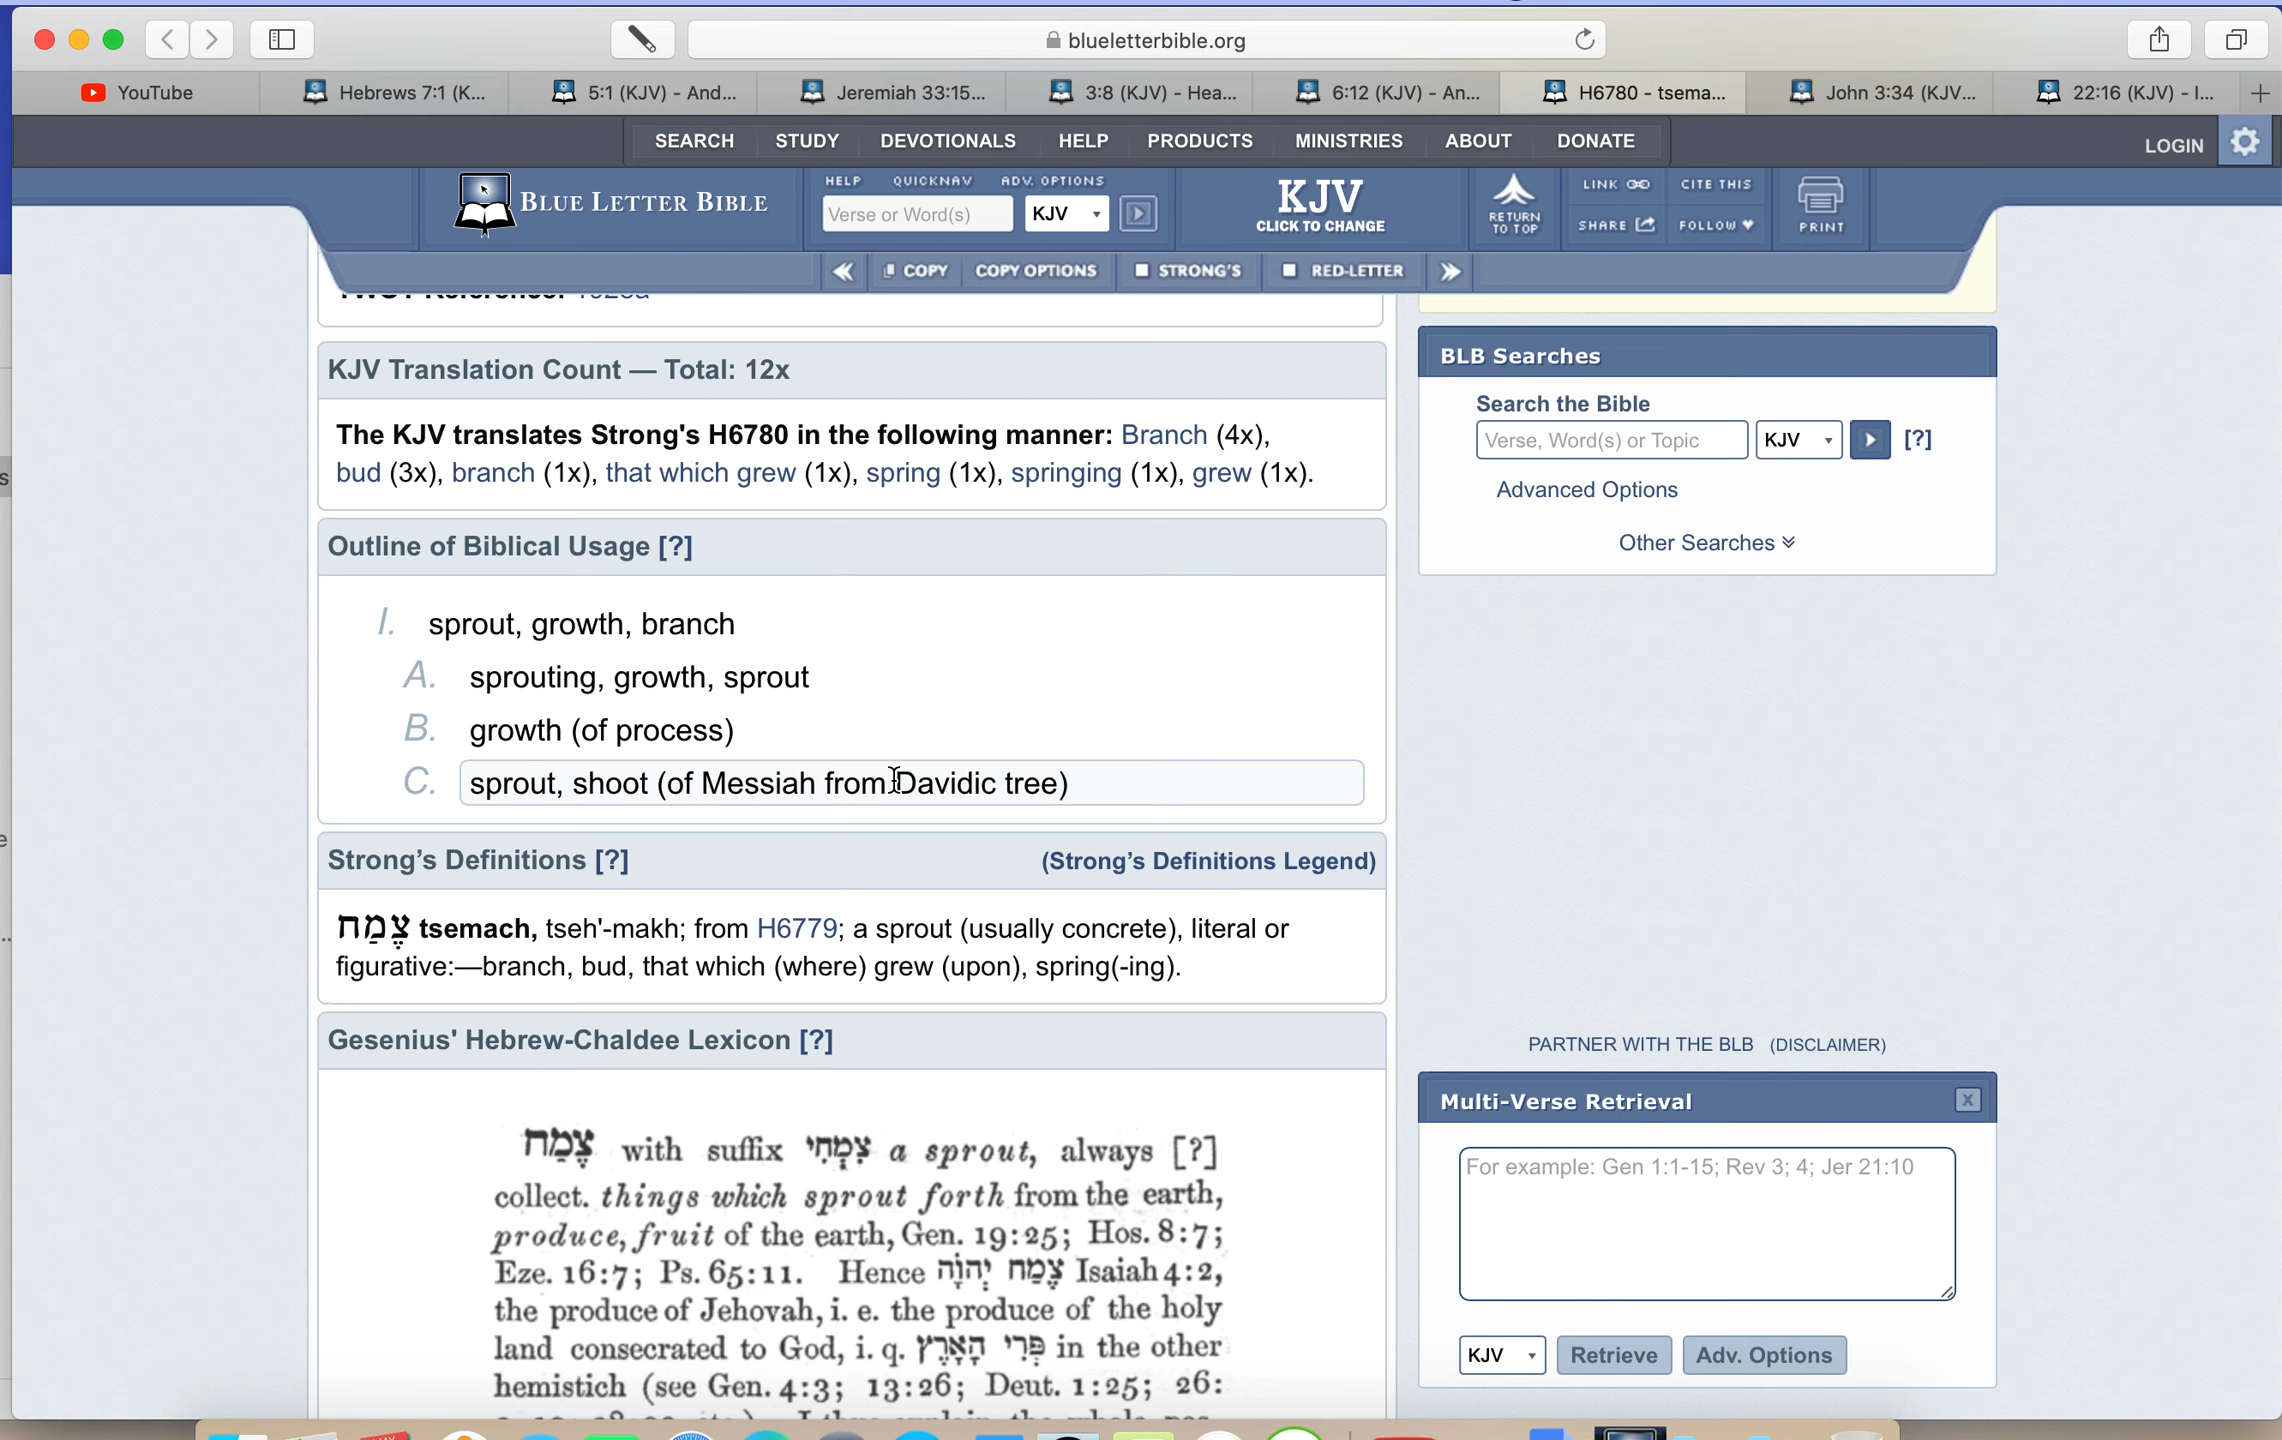 blueletterbible.org
YouTube
Hebrews 7:1 (K...
5:1 (KJV) - And...
Jeremiah 33:15...
3:8 (KJV) - Hea...
6:12 (KJV) - An...
H6780 - tsema...
John 3:34 (KJV...
22:16 (KJV) - I...
SEARCH STUDY DEVOTIONALS HELP PRODUCTS MINISTRIES ABOUT DONATE
LOGIN
BLUE LETTER BIBLE
HELP QUICKNAV ADV. OPTIONS
Verse or Word(s) KJV
KJV
CLICK TO CHANGE
RETURN
TO TOP
LINK CITE THIS
SHARE FOLLOW
PRINT
COPY COPY OPTIONS STRONG'S RED-LETTER
KJV Translation Count — Total: 12x
The KJV translates Strong's H6780 in the following manner: Branch (4x),
bud (3x), branch (1x), that which grew (1x), spring (1x), springing (1x), grew (1x).
Outline of Biblical Usage [?]
I. sprout, growth, branch
A. sprouting, growth, sprout
B. growth (of process)
C. sprout, shoot (of Messiah from Davidic tree)
Strong's Definitions [?] (Strong's Definitions Legend)
צֶמַח tsemach, tseh'-makh; from H6779; a sprout (usually concrete), literal or
figurative:—branch, bud, that which (where) grew (upon), spring(-ing).
Gesenius' Hebrew-Chaldee Lexicon [?]
צֶמַח with suffix צִמְחִי a sprout, always [?]
collect. things which sprout forth from the earth,
produce, fruit of the earth, Gen. 19:25; Hos. 8:7;
Eze. 16:7; Ps. 65:11. Hence צֶמַח יְהוָֹה Isaiah 4:2,
the produce of Jehovah, i. e. the produce of the holy
land consecrated to God, i. q. פְּרִי הָאָרֶץ in the other
hemistich (see Gen. 4:3; 13:26; Deut. 1:25; 26:
BLB Searches
Search the Bible
Verse, Word(s) or Topic KJV [?]
Advanced Options
Other Searches
PARTNER WITH THE BLB (DISCLAIMER)
Multi-Verse Retrieval X
For example: Gen 1:1-15; Rev 3; 4; Jer 21:10
KJV Retrieve Adv. Options